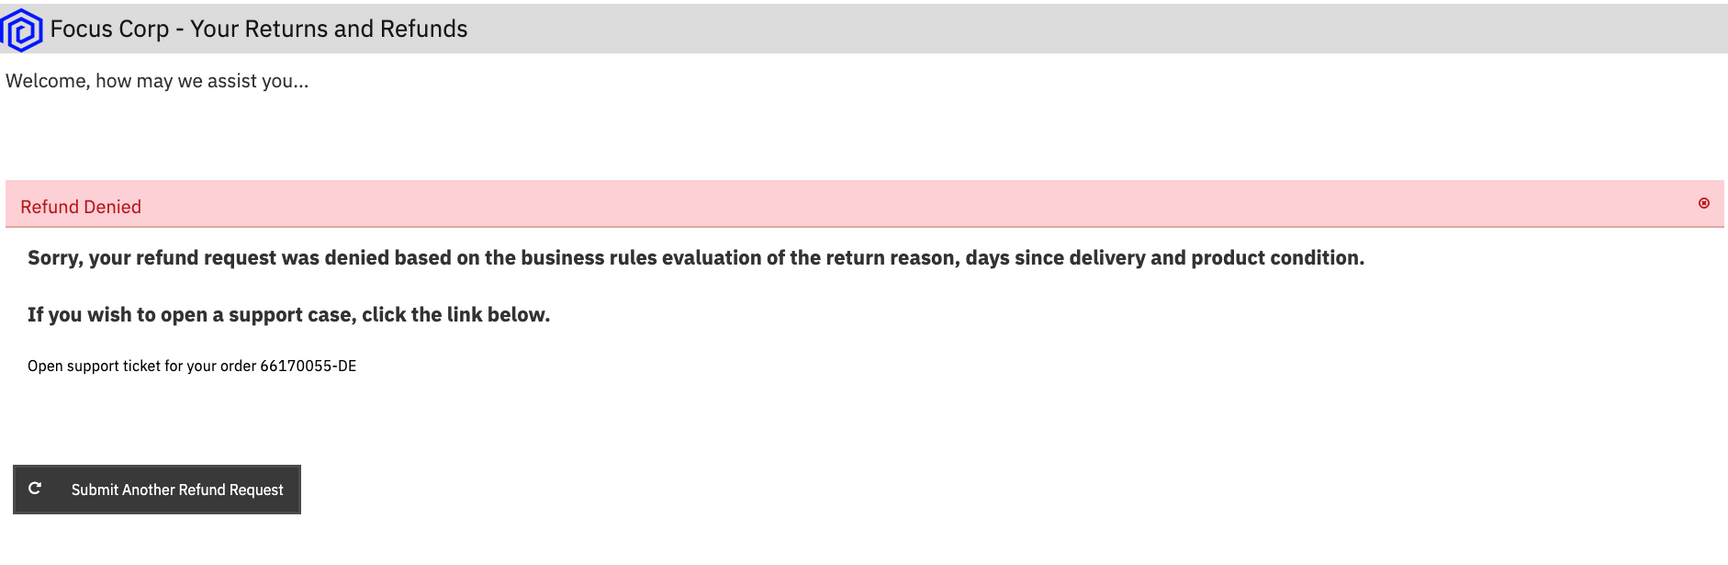 Focus Corp - Your Returns and Refunds
Welcome, how may we assist you...
Refund Denied
Sorry, your refund request was denied based on the business rules evaluation of the return reason, days since delivery and product condition.
If you wish to open a support case, click the link below.
Open support ticket for your order 66170055-DE
Submit Another Refund Request